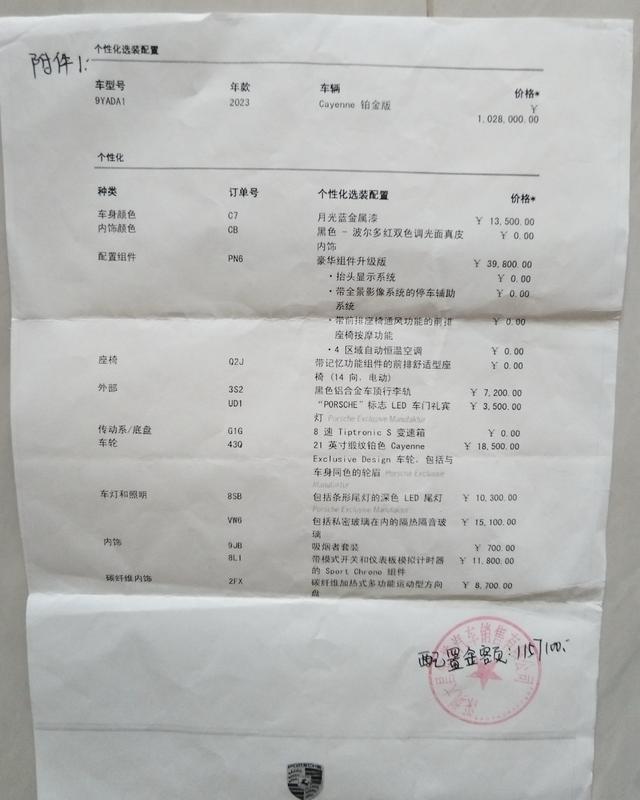 附件1:
个性化选装配置
车型号 年款 车辆 价格*
9YADA1 2023 Cayenne 铂金版 ¥
1,028,000.00
个性化
种类 订单号 个性化选装配置 价格*
车身颜色 C7 月光蓝金属漆 ¥ 13,500.00
内饰颜色 CB 黑色 - 波尔多红双色调光面真皮 ¥ 0.00
内饰
配置组件 PN6 豪华组件升级版 ¥ 39,800.00
·抬头显示系统 ¥ 0.00
·带全景影像系统的停车辅助 ¥ 0.00
系统
·带前排座椅通风功能的前排 ¥ 0.00
座椅按摩功能
·4 区域自动恒温空调 ¥ 0.00
座椅 Q2J 带记忆功能组件的前排舒适型座 ¥ 0.00
椅 (14 向，电动)
外部 3S2 黑色铝合金车顶行李轨 ¥ 7,200.00
UD1 “PORSCHE”标志 LED 车门礼宾 ¥ 3,500.00
灯 Porsche Exclusive Manufaktur
传动系/底盘 G1G 8 速 Tiptronic S 变速箱 ¥ 0.00
车轮 43Q 21 英寸缎纹铂色 Cayenne ¥ 18,500.00
Exclusive Design 车轮，包括与
车身同色的轮眉 Porsche Exclusive
Manufaktur
车灯和照明 8SB 包括条形尾灯的深色 LED 尾灯 ¥ 10,300.00
Porsche Exclusive Manufaktur
VW6 包括私密玻璃在内的隔热隔音玻 ¥ 15,100.00
璃
内饰 9JB 吸烟者套装 ¥ 700.00
8LI 带模式开关和仪表板模拟计时器 ¥ 11,800.00
的 Sport Chrono 组件
碳纤维内饰 2FX 碳纤维加热式多功能运动型方向 ¥ 8,700.00
盘
配置金额:115700.-